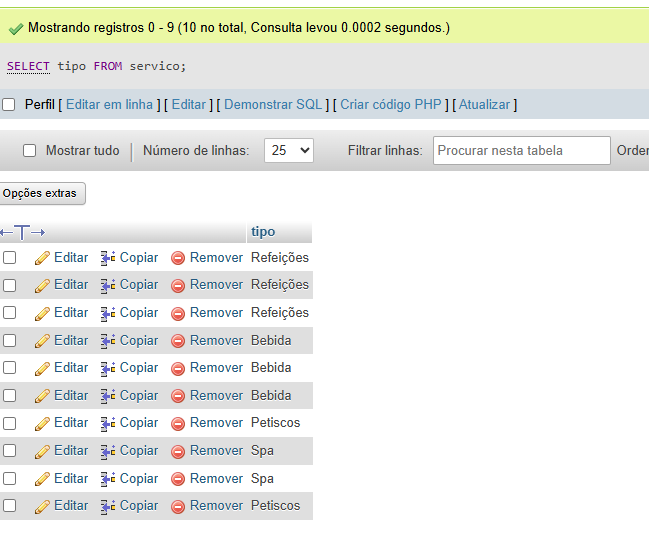 Mostrando registros 0 - 9 (10 no total, Consulta levou 0.0002 segundos.)
SELECT tipo FROM servico;
Perfil [ Editar em linha ] [ Editar ] [ Demonstrar SQL ] [ Criar código PHP ] [ Atualizar ]
Mostrar tudo Número de linhas: 25 Filtrar linhas: Procurar nesta tabela Order
Opções extras
tipo
Editar Copiar Remover Refeições
Editar Copiar Remover Refeições
Editar Copiar Remover Refeições
Editar Copiar Remover Bebida
Editar Copiar Remover Bebida
Editar Copiar Remover Bebida
Editar Copiar Remover Petiscos
Editar Copiar Remover Spa
Editar Copiar Remover Spa
Editar Copiar Remover Petiscos